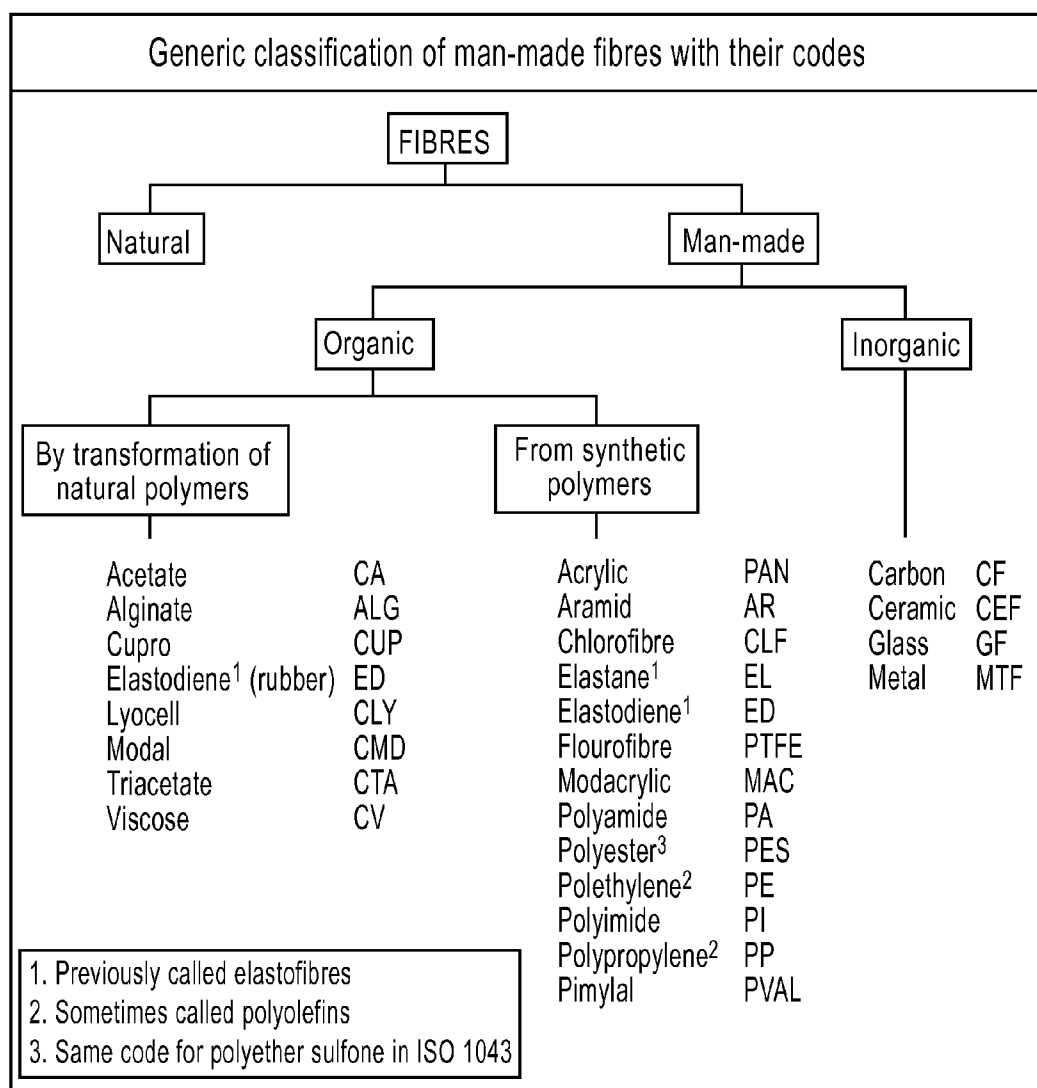 Generic classification of man-made fibres with their codes
FIBRES
Natural
Man-made
Organic
Inorganic
By transformation of
natural polymers
From synthetic
polymers
Acetate CA
Alginate ALG
Cupro CUP
Elastodiene¹ (rubber) ED
Lyocell CLY
Modal CMD
Triacetate CTA
Viscose CV
Acrylic PAN
Aramid AR
Chlorofibre CLF
Elastane¹ EL
Elastodiene¹ ED
Flourofibre PTFE
Modacrylic MAC
Polyamide PA
Polyester³ PES
Polethylene² PE
Polyimide PI
Polypropylene² PP
Pimylal PVAL
Carbon CF
Ceramic CEF
Glass GF
Metal MTF
1. Previously called elastofibres
2. Sometimes called polyolefins
3. Same code for polyether sulfone in ISO 1043